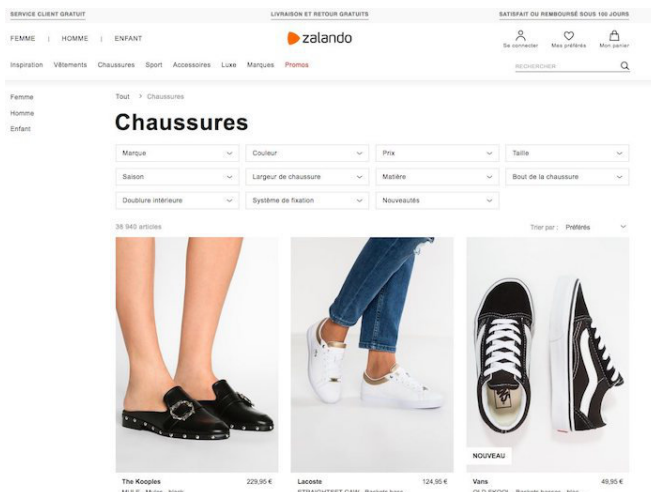 SERVICE CLIENT GRATUIT
LIVRAISON ET RETOUR GRATUITS
SATISFAIT OU REMBOURSÉ SOUS 100 JOURS
FEMME | HOMME | ENFANT
zalando
Se connecter Mes préférés Mon panier
Inspiration Vêtements Chaussures Sport Accessoires Luxe Marques Promos
RECHERCHER
Femme
Homme
Enfant
Tout > Chaussures
Chaussures
Marque Couleur Prix Taille
Saison Largeur de chaussure Matière Bout de la chaussure
Doublure intérieure Système de fixation Nouveautés
36 940 articles
Trier par : Préférés
NOUVEAU
The Kooples 229,95 €
Lacoste 124,95 €
Vans 49,95 €